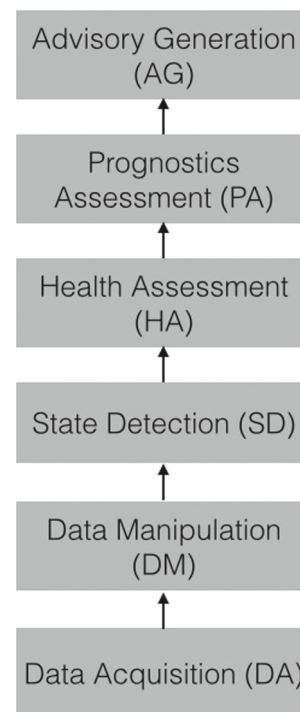 Advisory Generation
(AG)
Prognostics
Assessment (PA)
Health Assessment
(HA)
State Detection (SD)
Data Manipulation
(DM)
Data Acquisition (DA)